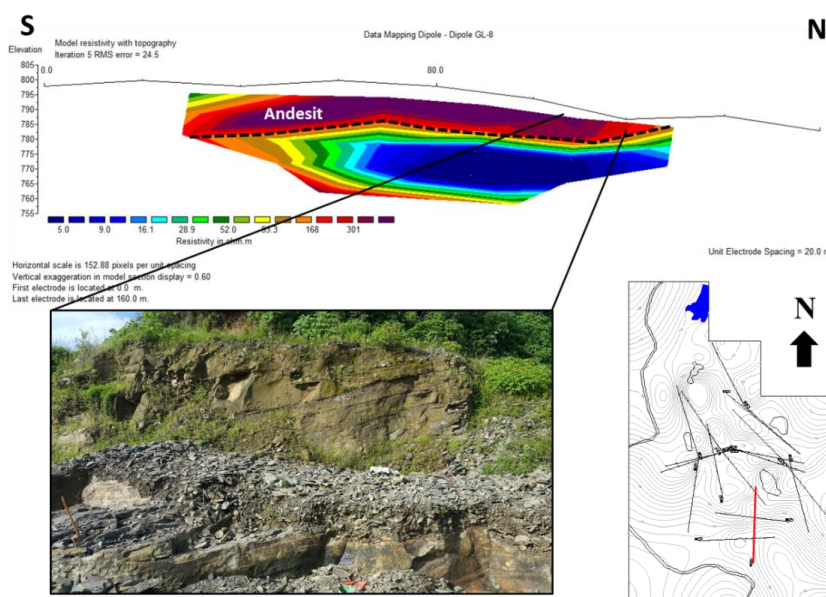 S
N
Data Mapping Dipole - Dipole GL-8
Model resistivity with topography
Iteration 5 RMS error = 24.5
Elevation
805
800
795
790
785
780
775
770
765
760
755
0.0
80.0
Andesit
5.0 9.0 16.1 28.9 52.0 93.3 168 301
Resistivity in ohm.m
Unit Electrode Spacing = 20.0 m
Horizontal scale is 152.88 pixels per unit spacing
Vertical exaggeration in model section display = 0.60
First electrode is located at 0.0 m.
Last electrode is located at 160.0 m.
N